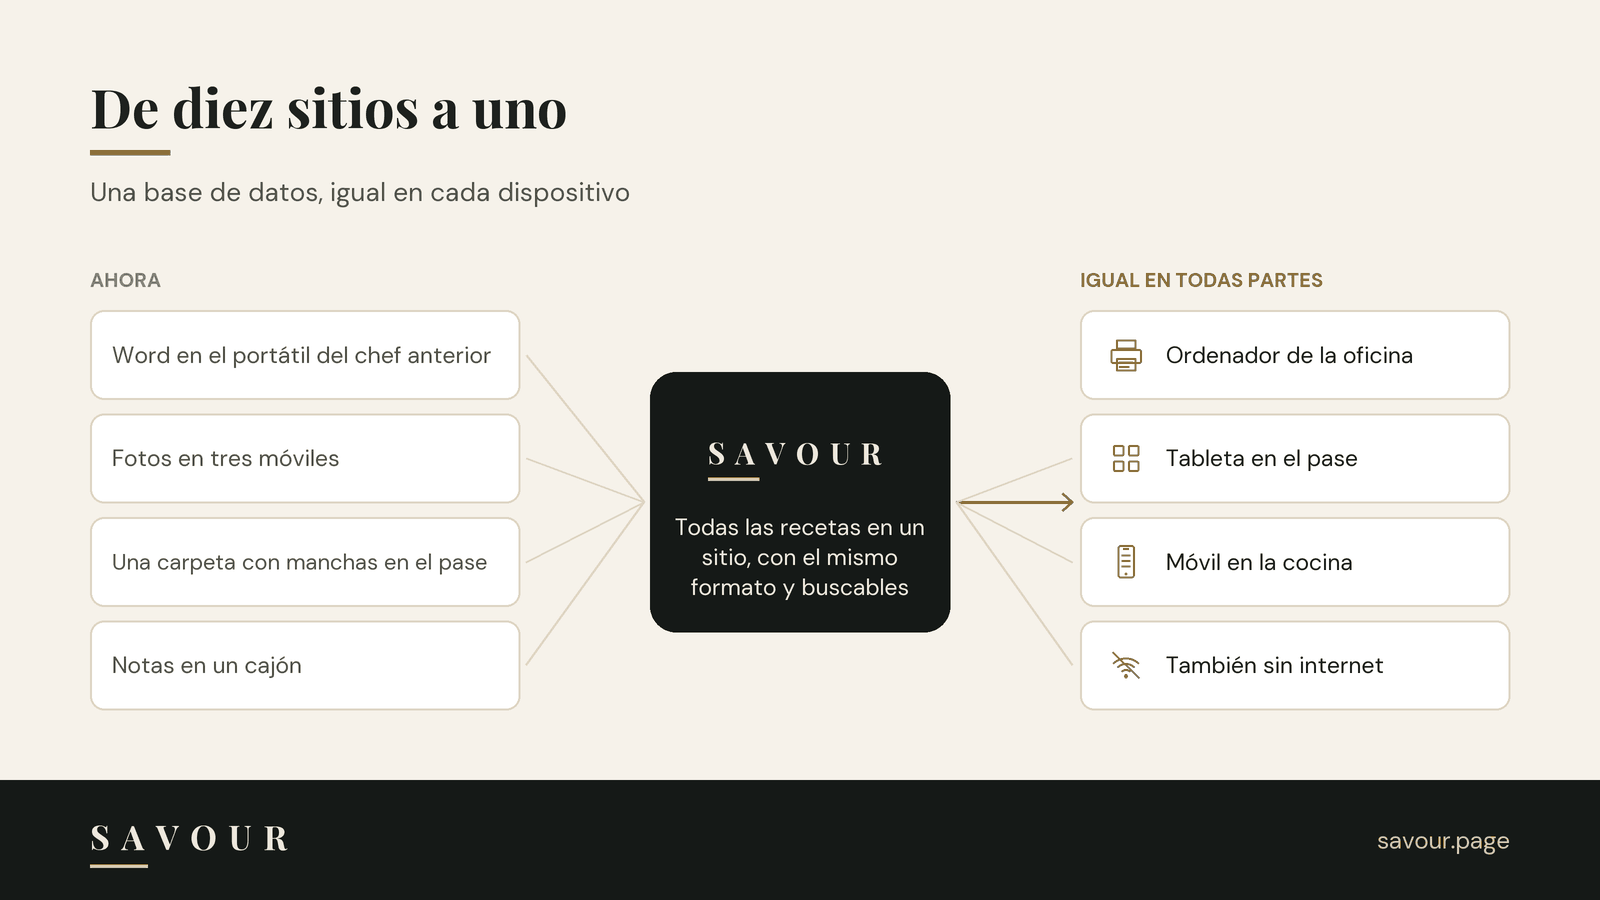 De diez sitios a uno
Una base de datos, igual en cada dispositivo
AHORA
Word en el portátil del chef anterior
Fotos en tres móviles
Una carpeta con manchas en el pase
Notas en un cajón
SAVOUR
Todas las recetas en un
sitio, con el mismo
formato y buscables
IGUAL EN TODAS PARTES
Ordenador de la oficina
Tableta en el pase
Móvil en la cocina
También sin internet
SAVOUR
savour.page